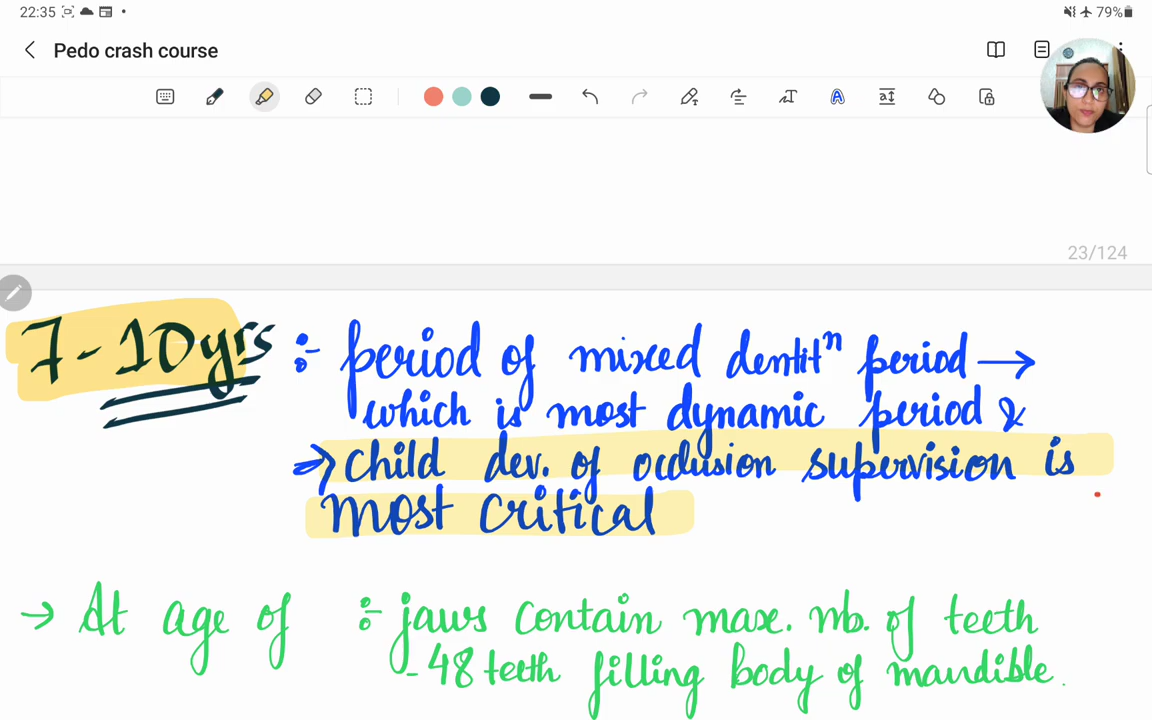 22:35
79%
Pedo crash course
23/124
7-10yrs :- period of mixed dentitⁿ period →
which is most dynamic period &
→ child dev. of occlusion supervision is
most critical
→ At age of :- jaws contain max. nb. of teeth
- 48 teeth filling body of mandible.